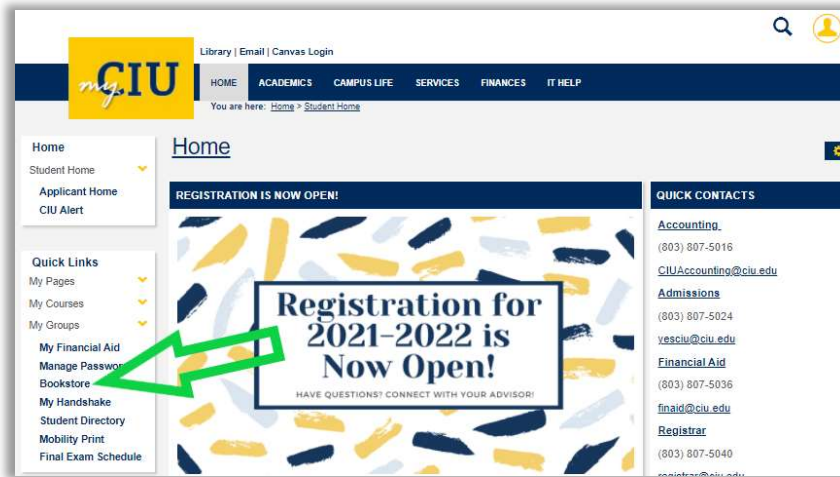 Library | Email | Canvas Login
my.CIU
HOME ACADEMICS CAMPUS LIFE SERVICES FINANCES IT HELP
You are here: Home > Student Home
Home
Student Home
Applicant Home
CIU Alert
Quick Links
My Pages
My Courses
My Groups
My Financial Aid
Manage
Bookstore
My Handshake
Student Directory
Mobility Print
Final Exam Schedule
Home
REGISTRATION IS NOW OPEN!
Registration for
2021-2022 is
Now Open!
HAVE QUESTIONS? CONNECT WITH YOUR ADVISOR!
QUICK CONTACTS
Accounting
(803) 807-5016
CIUAccounting@ciu.edu
Admissions
(803) 807-5024
yesciu@ciu.edu
Financial Aid
(803) 807-5036
finaid@ciu.edu
Registrar
(803) 807-5040